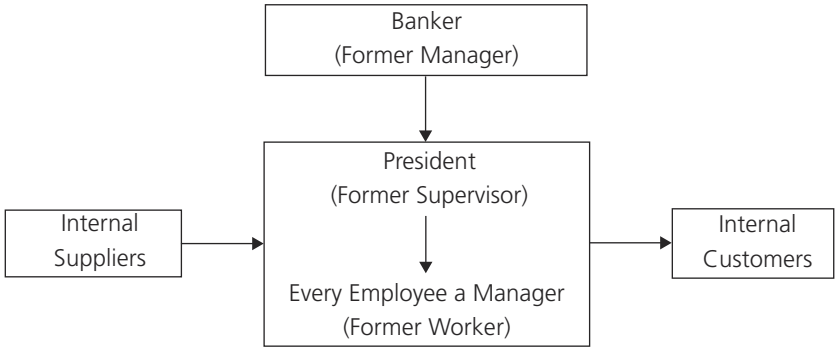 Banker
(Former Manager)
President
(Former Supervisor)
Internal
Suppliers
Internal
Customers
Every Employee a Manager
(Former Worker)